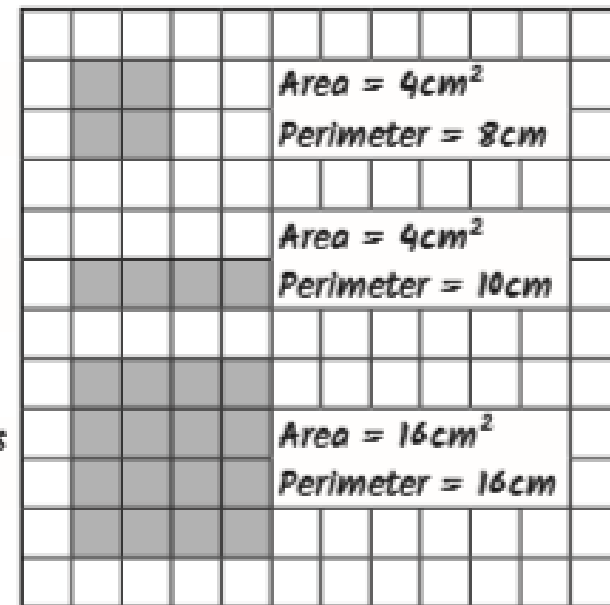 Area = 4cm²
Perimeter = 8cm
Area = 4cm²
Perimeter = 10cm
s
Area = 16cm²
Perimeter = 16cm